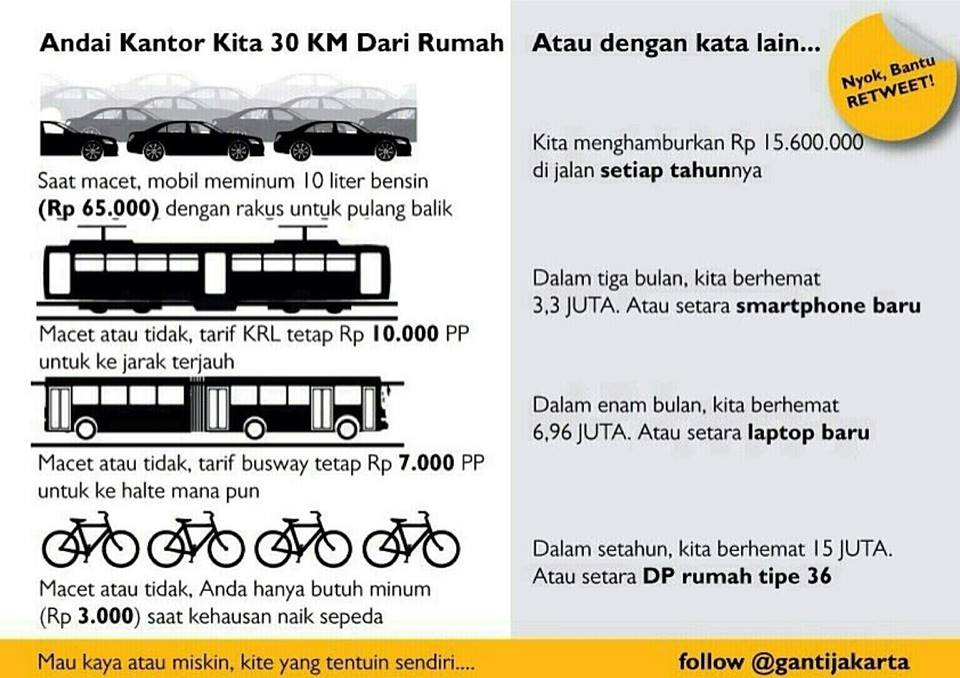 Andai Kantor Kita 30 KM Dari Rumah
Saat macet, mobil meminum 10 liter bensin
(Rp 65.000) dengan rakus untuk pulang balik
Macet atau tidak, tarif KRL tetap Rp 10.000 PP
untuk ke jarak terjauh
Macet atau tidak, tarif busway tetap Rp 7.000 PP
untuk ke halte mana pun
Macet atau tidak, Anda hanya butuh minum
(Rp 3.000) saat kehausan naik sepeda
Atau dengan kata lain...
Nyok, Bantu
RETWEET!
Kita menghamburkan Rp 15.600.000
di jalan setiap tahunnya
Dalam tiga bulan, kita berhemat
3,3 JUTA. Atau setara smartphone baru
Dalam enam bulan, kita berhemat
6,96 JUTA. Atau setara laptop baru
Dalam setahun, kita berhemat 15 JUTA.
Atau setara DP rumah tipe 36
Mau kaya atau miskin, kite yang tentuin sendiri....
follow @gantijakarta